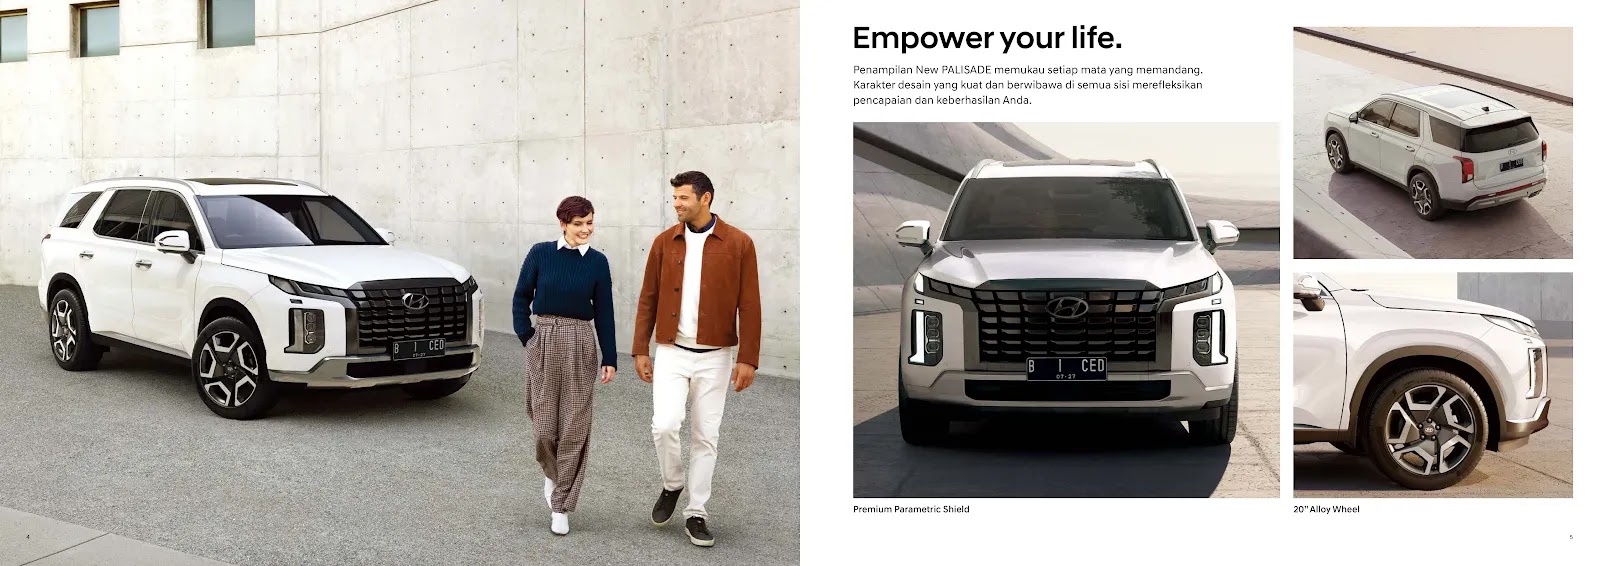 B 1 CED
07-27
4
Empower your life.
Penampilan New PALISADE memukau setiap mata yang memandang.
Karakter desain yang kuat dan berwibawa di semua sisi merefleksikan
pencapaian dan keberhasilan Anda.
B 1 CED
07-27
Premium Parametric Shield
20" Alloy Wheel
5